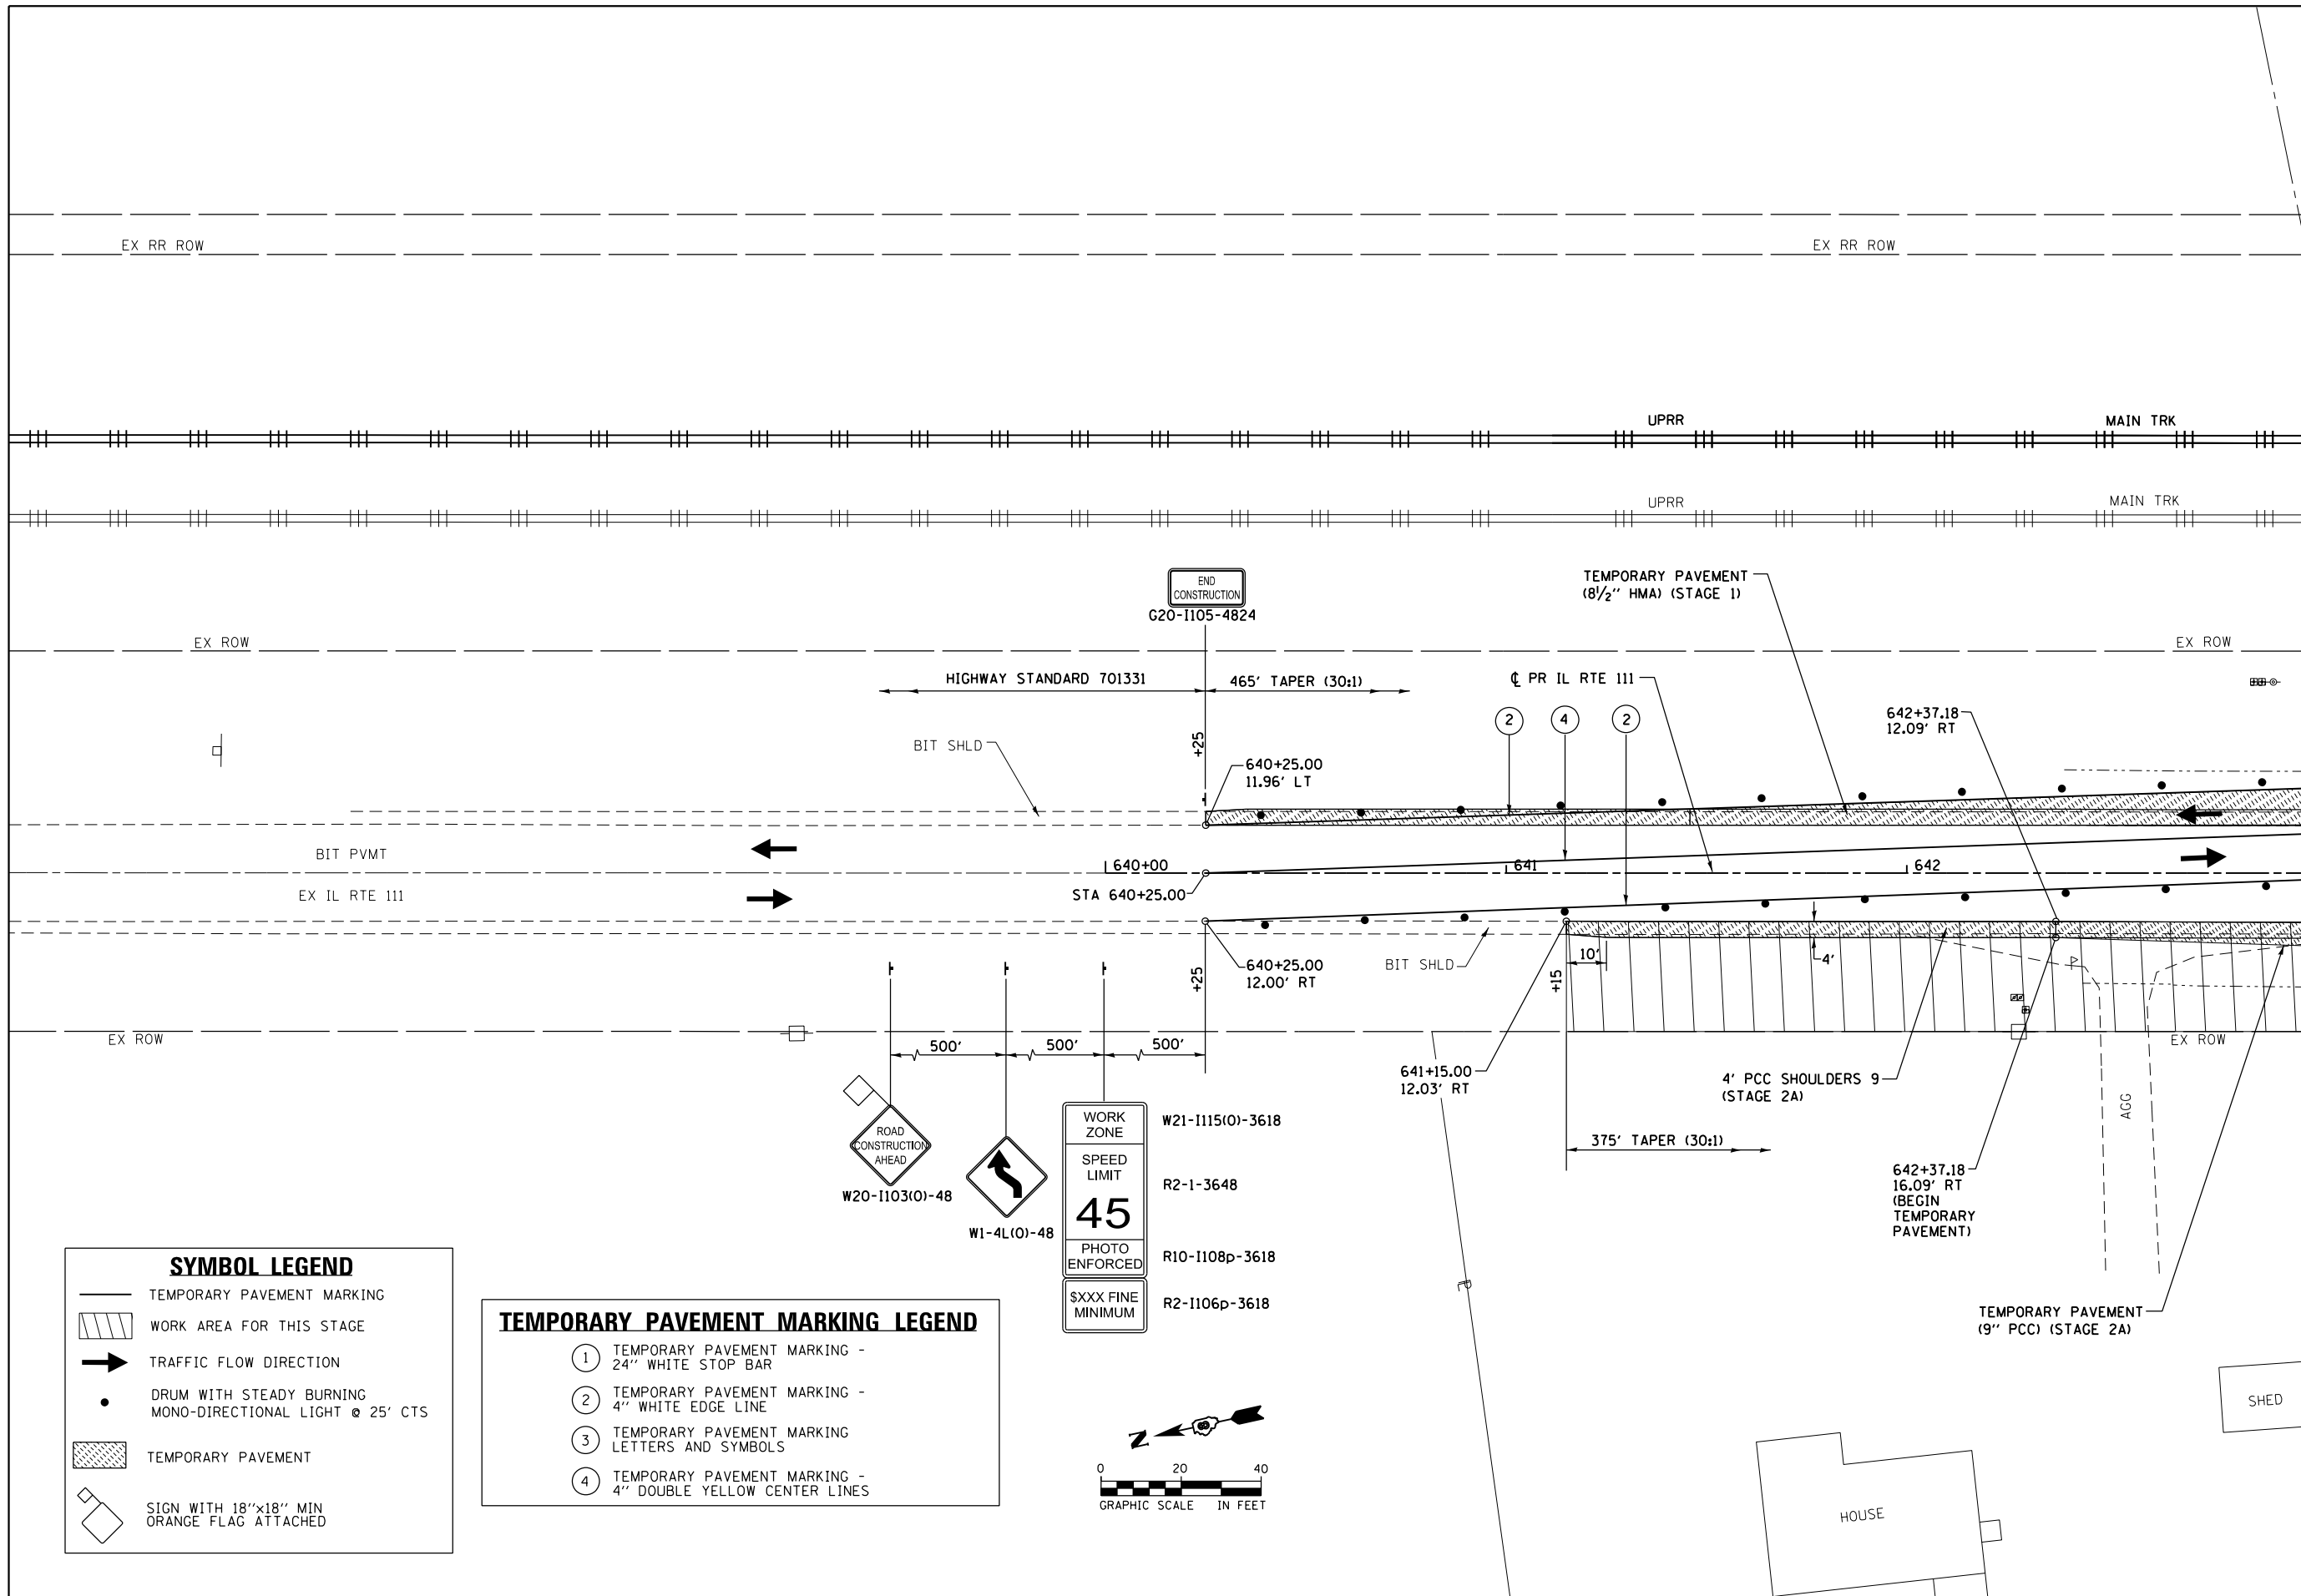 EX RR ROW
EX RR ROW
UPRR
MAIN TRK
UPRR
MAIN TRK
END
CONSTRUCTION
G20-I105-4824
TEMPORARY PAVEMENT
(8½" HMA) (STAGE 1)
EX ROW
EX ROW
HIGHWAY STANDARD 701331
465' TAPER (30:1)
℄ PR IL RTE 111
2
4
2
642+37.18
12.09' RT
BIT SHLD
+25
640+25.00
11.96' LT
BIT PVMT
640+00
641
642
EX IL RTE 111
STA 640+25.00
640+25.00
12.00' RT
+25
BIT SHLD
+15
10'
4'
P
EX ROW
EX ROW
500'
500'
500'
641+15.00
12.03' RT
4' PCC SHOULDERS 9
(STAGE 2A)
AGG
ROAD
CONSTRUCTION
AHEAD
W20-I103(O)-48
W1-4L(O)-48
WORK
ZONE
W21-I115(O)-3618
SPEED
LIMIT
45
R2-1-3648
PHOTO
ENFORCED
R10-I108p-3618
$XXX FINE
MINIMUM
R2-I106p-3618
375' TAPER (30:1)
642+37.18
16.09' RT
(BEGIN
TEMPORARY
PAVEMENT)
TEMPORARY PAVEMENT
(9" PCC) (STAGE 2A)
SYMBOL LEGEND
TEMPORARY PAVEMENT MARKING
WORK AREA FOR THIS STAGE
TRAFFIC FLOW DIRECTION
DRUM WITH STEADY BURNING
MONO-DIRECTIONAL LIGHT @ 25' CTS
TEMPORARY PAVEMENT
SIGN WITH 18"x18" MIN
ORANGE FLAG ATTACHED
TEMPORARY PAVEMENT MARKING LEGEND
1 TEMPORARY PAVEMENT MARKING -
24" WHITE STOP BAR
2 TEMPORARY PAVEMENT MARKING -
4" WHITE EDGE LINE
3 TEMPORARY PAVEMENT MARKING
LETTERS AND SYMBOLS
4 TEMPORARY PAVEMENT MARKING -
4" DOUBLE YELLOW CENTER LINES
N
0 20 40
GRAPHIC SCALE IN FEET
SHED
HOUSE